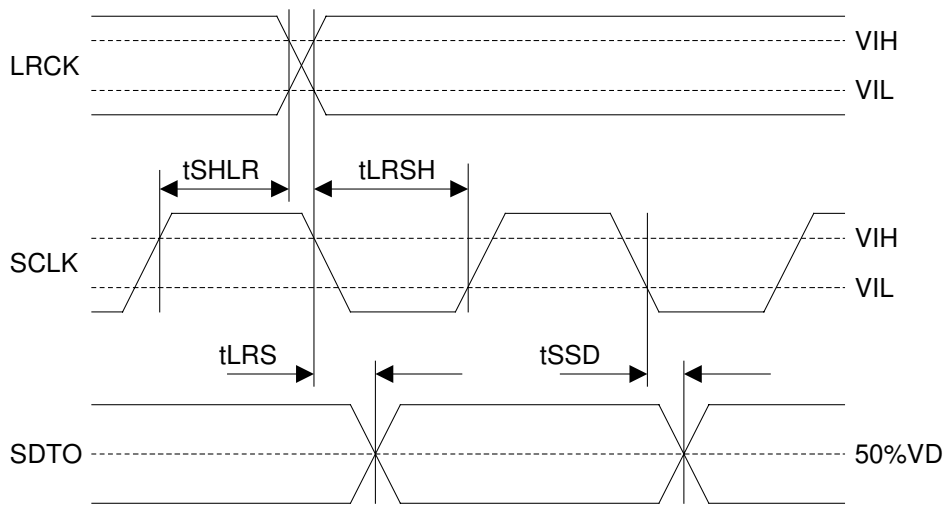 VIH
LRCK
VIL
tSHLR tLRSH
VIH
SCLK
VIL
tLRS tSSD
SDTO 50%VD